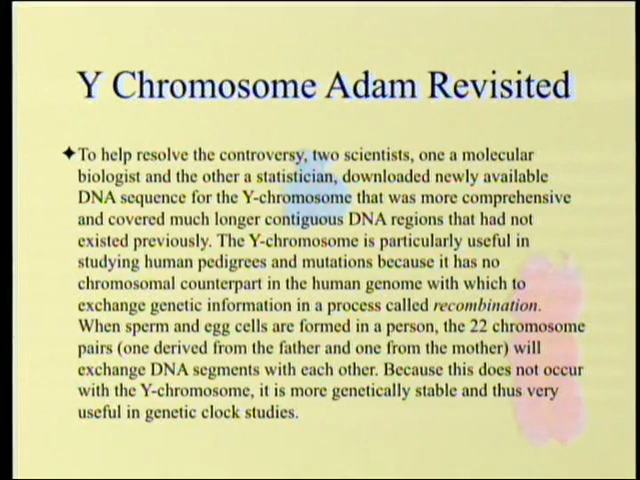 Y Chromosome Adam Revisited
✦To help resolve the controversy, two scientists, one a molecular
biologist and the other a statistician, downloaded newly available
DNA sequence for the Y-chromosome that was more comprehensive
and covered much longer contiguous DNA regions that had not
existed previously. The Y-chromosome is particularly useful in
studying human pedigrees and mutations because it has no
chromosomal counterpart in the human genome with which to
exchange genetic information in a process called recombination.
When sperm and egg cells are formed in a person, the 22 chromosome
pairs (one derived from the father and one from the mother) will
exchange DNA segments with each other. Because this does not occur
with the Y-chromosome, it is more genetically stable and thus very
useful in genetic clock studies.